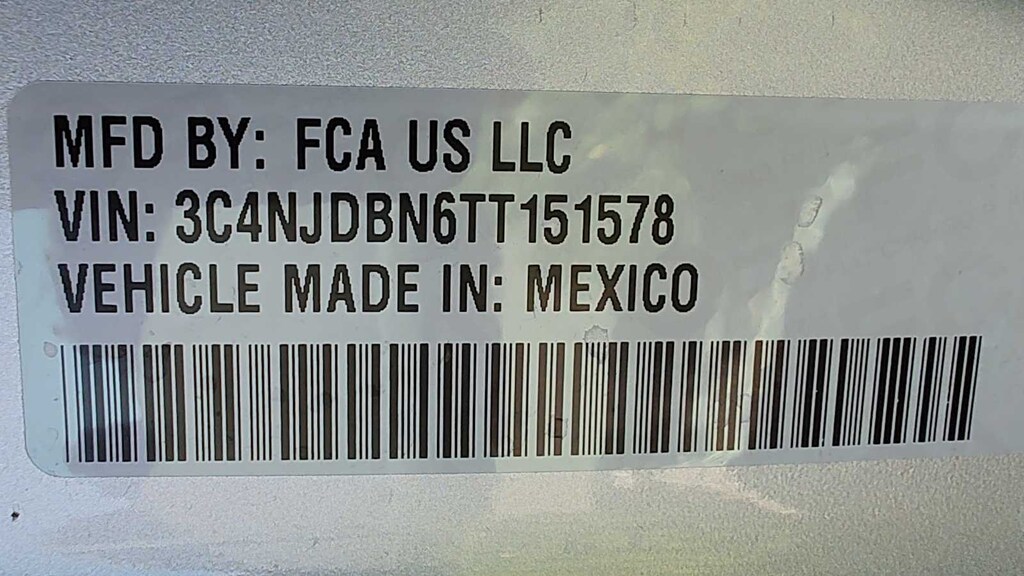 MFD BY: FCA US LLC
VIN: 3C4NJDBN6TT151578
VEHICLE MADE IN: MEXICO